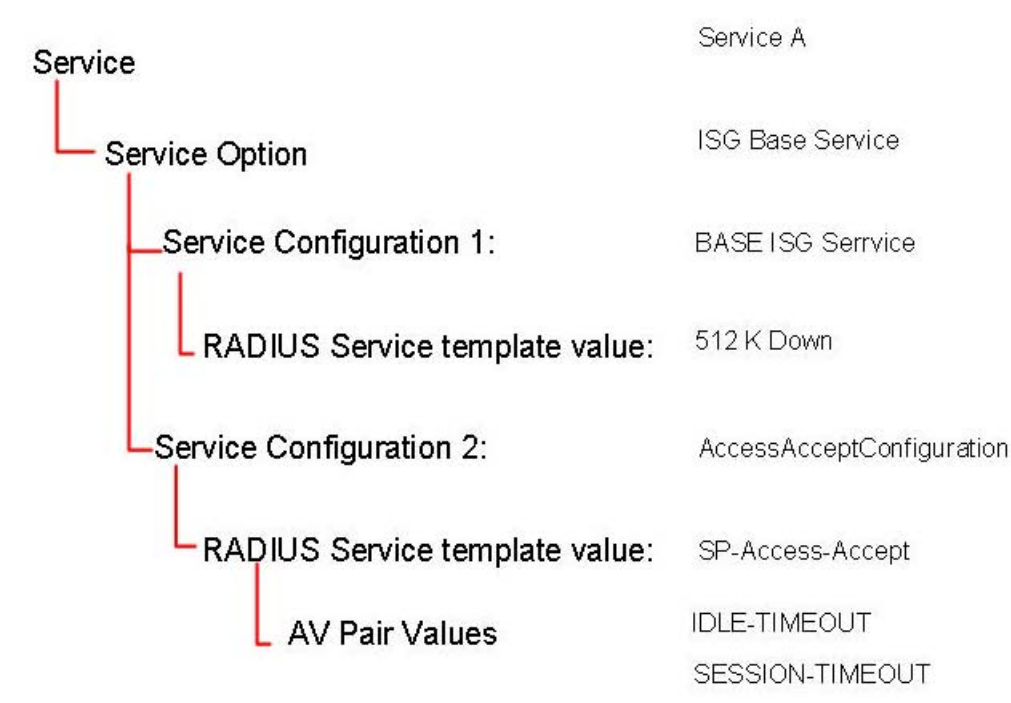 Service A
Service
Service Option ISG Base Service
Service Configuration 1: BASE ISG Serrvice
RADIUS Service template value: 512 K Down
Service Configuration 2: AccessAcceptConfiguration
RADIUS Service template value: SP-Access-Accept
AV Pair Values IDLE-TIMEOUT
SESSION-TIMEOUT